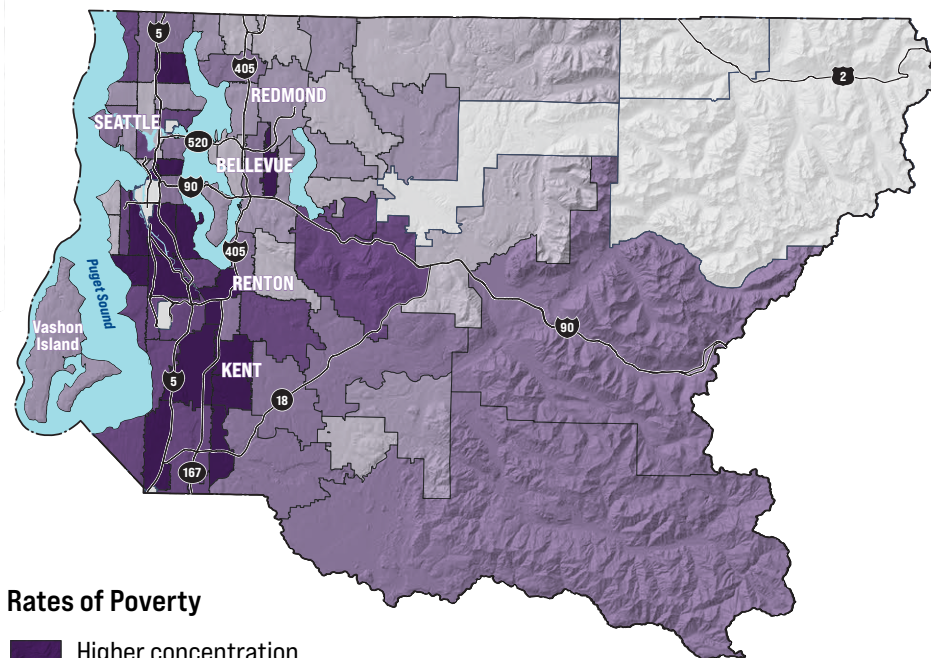 5
405
2
REDMOND
SEATTLE
520
BELLEVUE
90
405
Puget Sound
RENTON
Vashon
Island
90
KENT
5
18
167
Rates of Poverty
Higher concentration